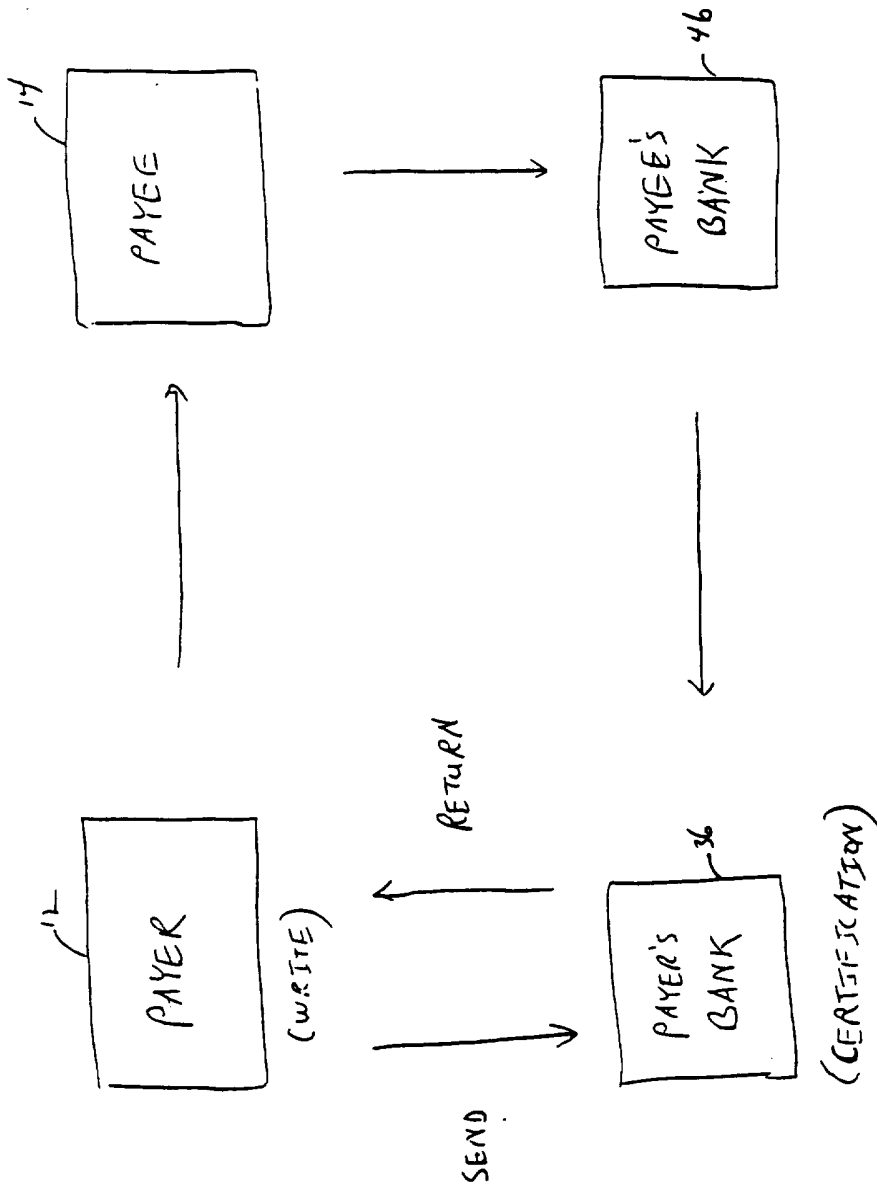 12
PAYER
(WRITE)
14
PAYEE
SEND
RETURN
36
PAYER'S
BANK
(CERTIFICATION)
46
PAYEE'S
BANK